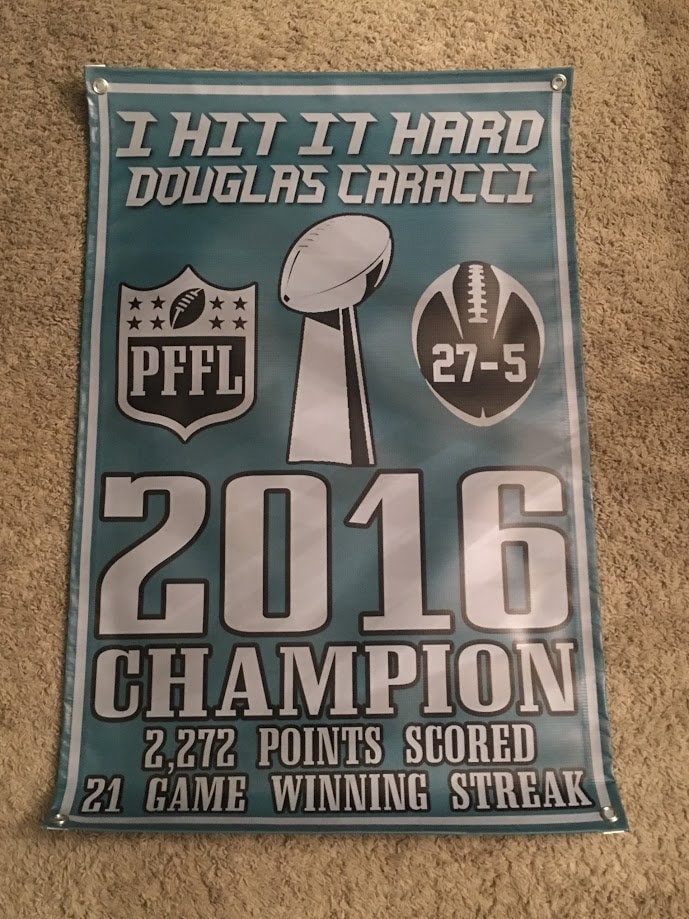 I HIT IT HARD
DOUGLAS CARACCI
PFFL
27-5
2016
CHAMPION
2,272 POINTS SCORED
21 GAME WINNING STREAK